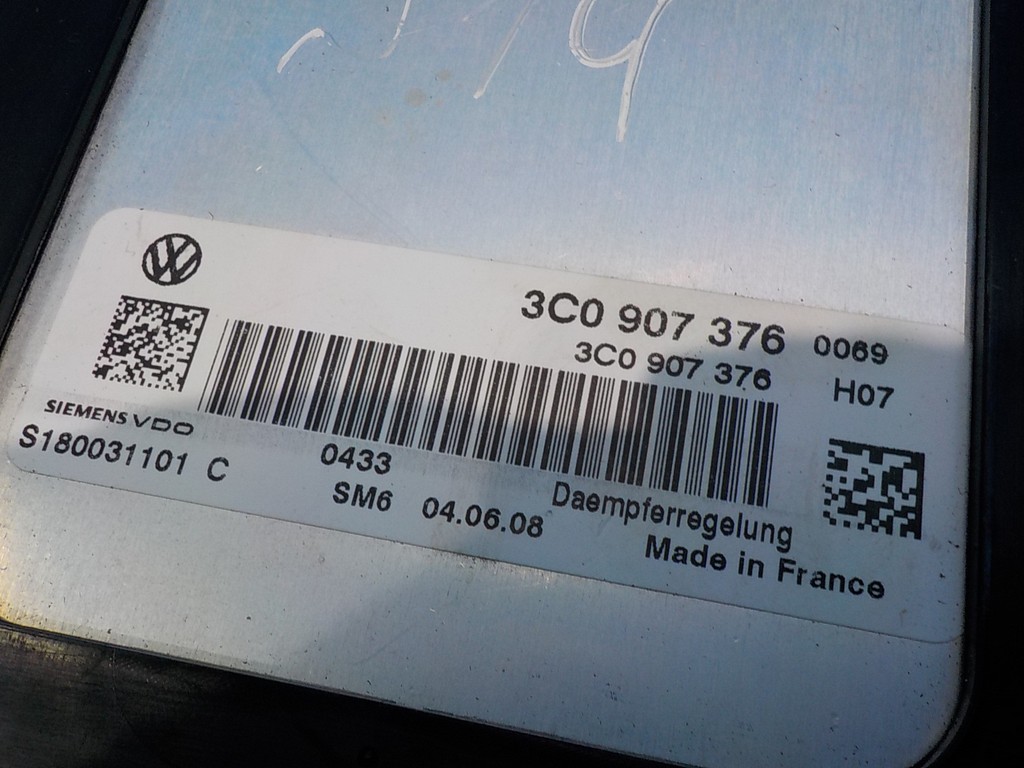 3C0 907 376 0069
3C0 907 376 H07
SIEMENS VDO
S180031101 C
0433
SM6 04.06.08
Daempferregelung
Made in France